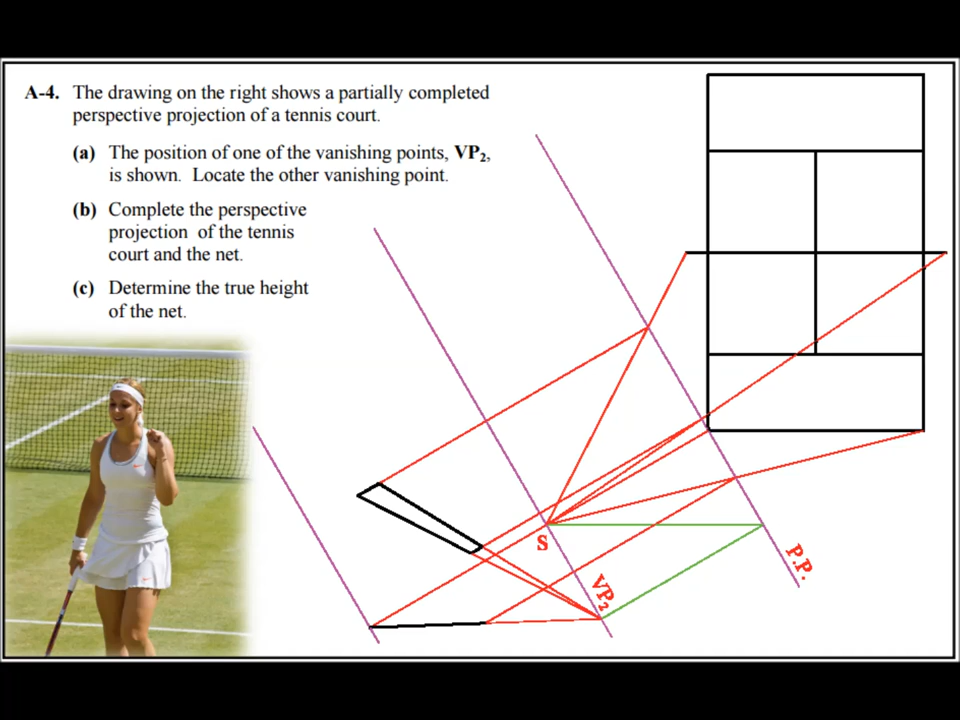 A-4. The drawing on the right shows a partially completed
perspective projection of a tennis court.
(a) The position of one of the vanishing points, VP₂,
is shown. Locate the other vanishing point.
(b) Complete the perspective
projection of the tennis
court and the net.
(c) Determine the true height
of the net.
S
VP₂
P.P.